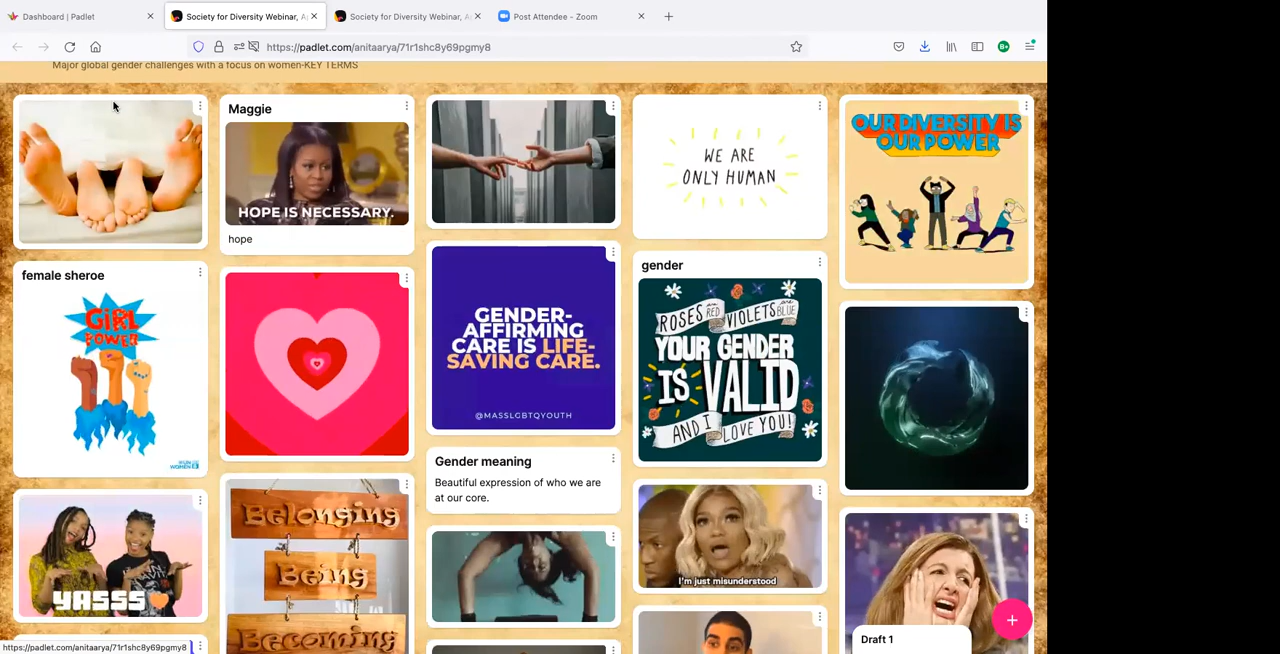 Dashboard | Padlet
Society for Diversity Webinar, A
Society for Diversity Webinar, A
Post Attendee - Zoom
https://padlet.com/anitaarya/71r1shc8y69pgmy8
Major global gender challenges with a focus on women-KEY TERMS
female sheroe
GIRL
POWER
WOMEN
YASSS
Maggie
HOPE IS NECESSARY.
hope
Belonging
Being
Becoming
GENDER-
AFFIRMING
CARE IS LIFE-
SAVING CARE.
@MASSLGBTQYOUTH
Gender meaning
Beautiful expression of who we are
at our core.
WE ARE
ONLY HUMAN
gender
ROSES ARE RED VIOLETS ARE BLUE
YOUR GENDER
IS VALID
AND I LOVE YOU!
I'm just misunderstood
OUR DIVERSITY IS
OUR POWER
Draft 1
https://padlet.com/anitaarya/71r1shc8y69pgmy8